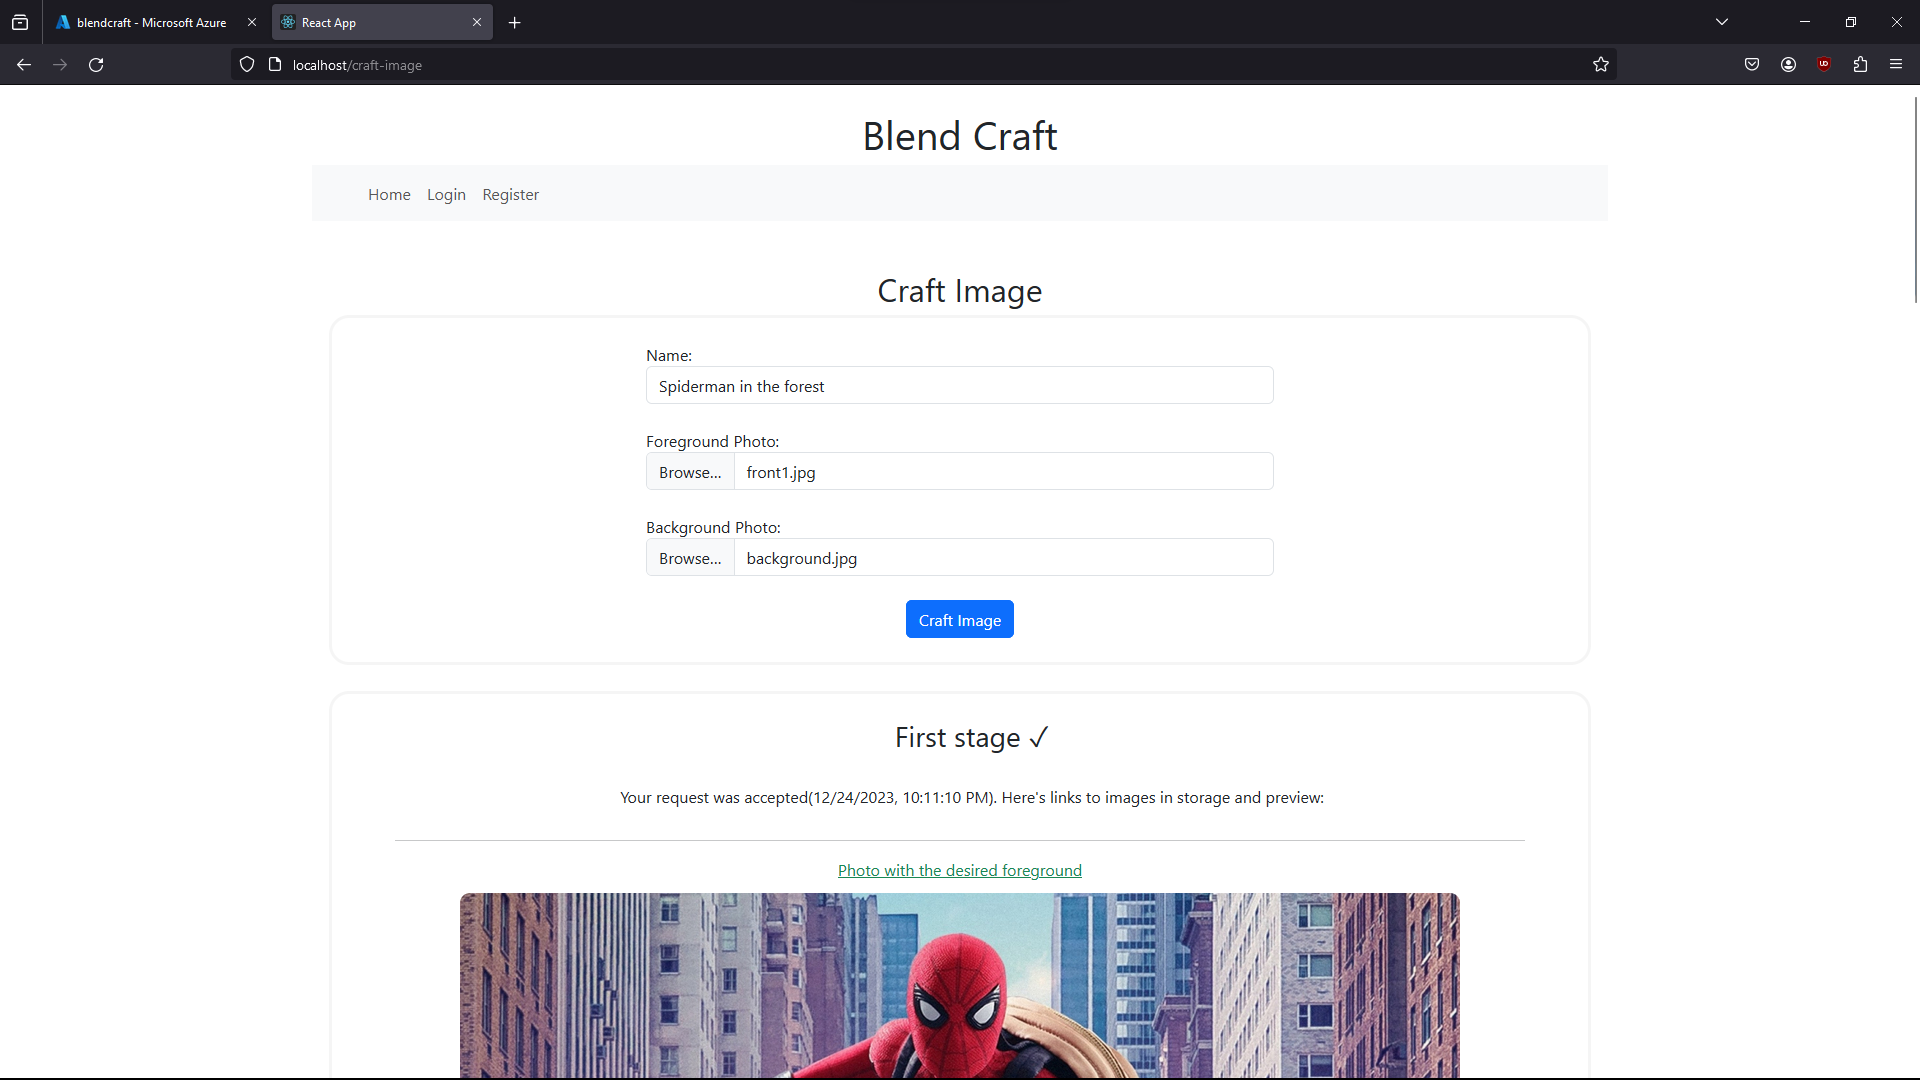 blendcraft - Microsoft Azure
React App
localhost/craft-image
Blend Craft
Home Login Register
Craft Image
Name:
Spiderman in the forest
Foreground Photo:
Browse... front1.jpg
Background Photo:
Browse... background.jpg
Craft Image
First stage ✓
Your request was accepted(12/24/2023, 10:11:10 PM). Here's links to images in storage and preview:
Photo with the desired foreground